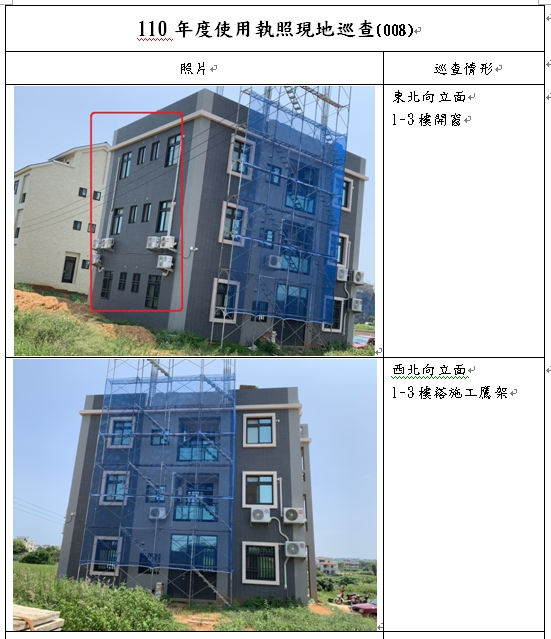 110 年度使用執照現地巡查(008)
照片
巡查情形
東北向立面
1-3樓開窗
西北向立面
1-3樓搭施工鷹架